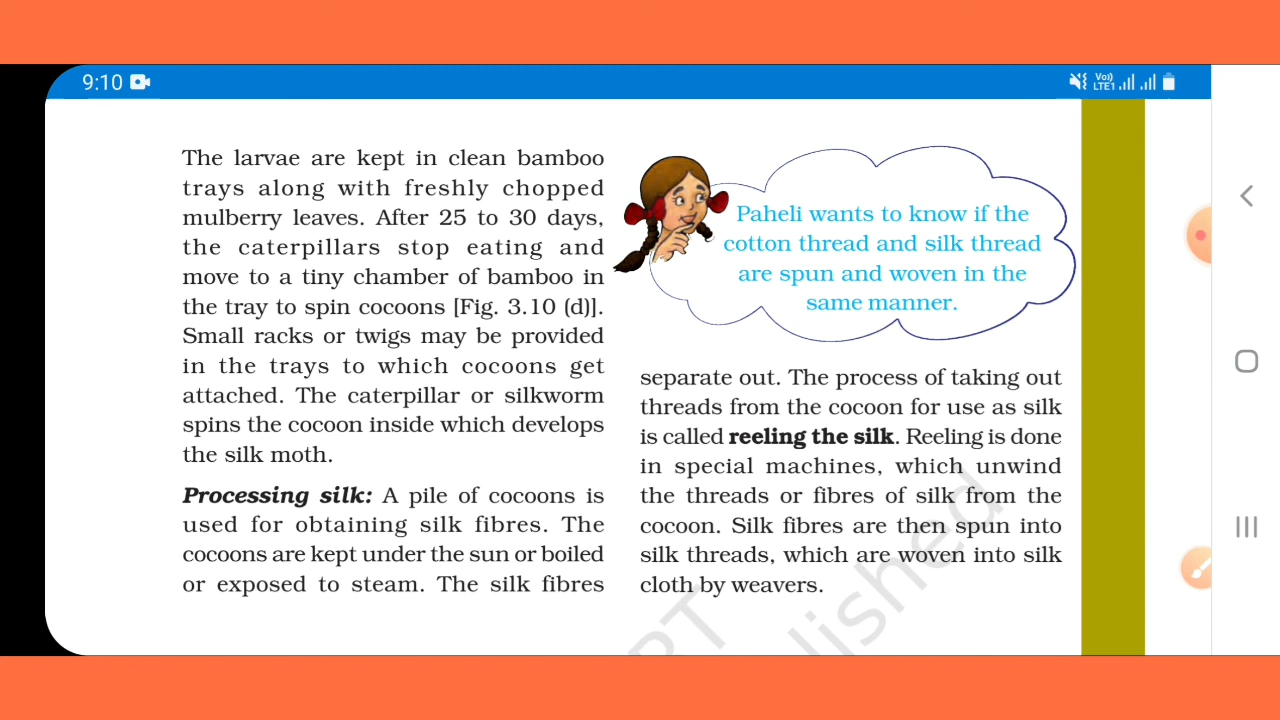 9:10
Vo))
LTE1
The larvae are kept in clean bamboo
trays along with freshly chopped
mulberry leaves. After 25 to 30 days,
the caterpillars stop eating and
move to a tiny chamber of bamboo in
the tray to spin cocoons [Fig. 3.10 (d)].
Small racks or twigs may be provided
in the trays to which cocoons get
attached. The caterpillar or silkworm
spins the cocoon inside which develops
the silk moth.
Processing silk: A pile of cocoons is
used for obtaining silk fibres. The
cocoons are kept under the sun or boiled
or exposed to steam. The silk fibres
Paheli wants to know if the
cotton thread and silk thread
are spun and woven in the
same manner.
separate out. The process of taking out
threads from the cocoon for use as silk
is called reeling the silk. Reeling is done
in special machines, which unwind
the threads or fibres of silk from the
cocoon. Silk fibres are then spun into
silk threads, which are woven into silk
cloth by weavers.